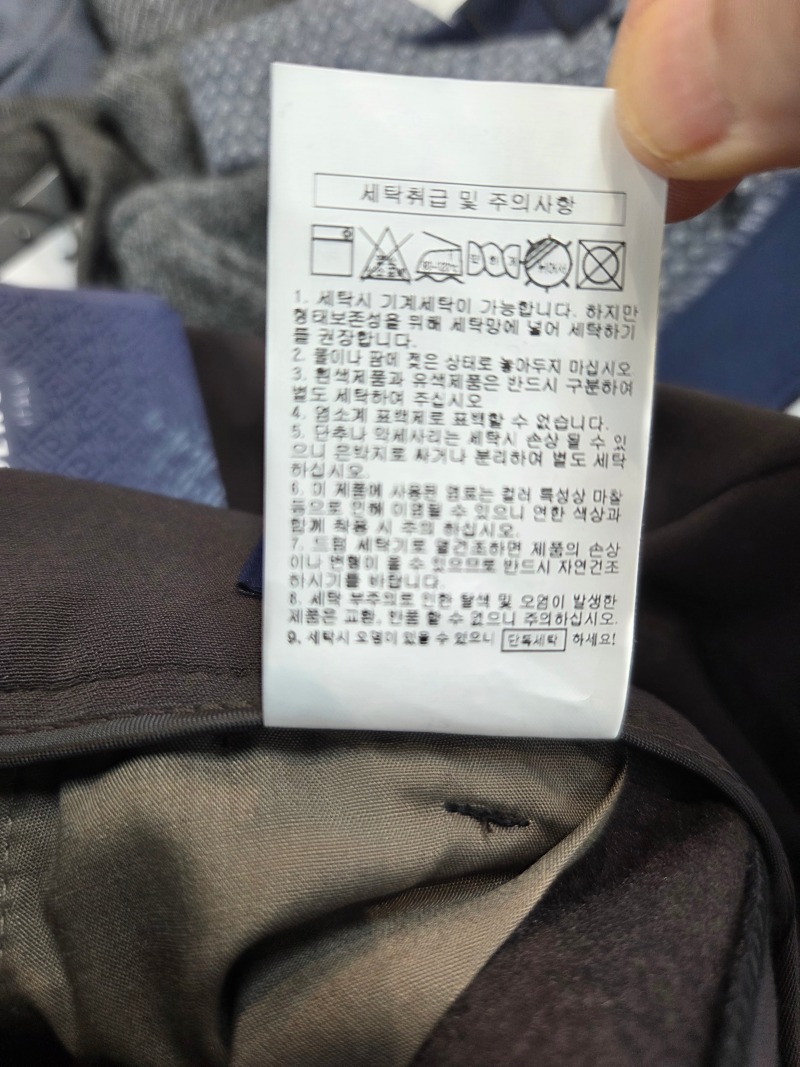 세탁취급 및 주의사항
약하게
1. 세탁시 기계세탁이 가능합니다. 하지만
형태보존성을 위해 세탁망에 넣어 세탁하기
를 권장합니다.
2. 물이나 땀에 젖은 상태로 놓아두지 마십시오
3. 흰색제품과 유색제품은 반드시 구분하여
별도 세탁하여 주십시오
4. 염소계 표백제로 표백할 수 없습니다.
5. 단추나 악세사리는 세탁시 손상 될 수 있
으니 은박지로 싸거나 분리하여 별도 세탁
하십시오.
6. 이 제품에 사용된 염료는 컬러 특성상 마찰
등으로 인해 이염될 수 있으니 연한 색상과
함께 착용 시 주의 하십시오.
7. 드럼 세탁기로 열건조하면 제품의 손상
이나 변형이 올 수 있으므로 반드시 자연건조
하시기를 바랍니다.
8. 세탁 부주의로 인한 탈색 및 오염이 발생한
제품은 교환, 반품 할 수 없으니 주의하십시오.
9. 세탁시 오염이 있을 수 있으니 단독세탁 하세요!